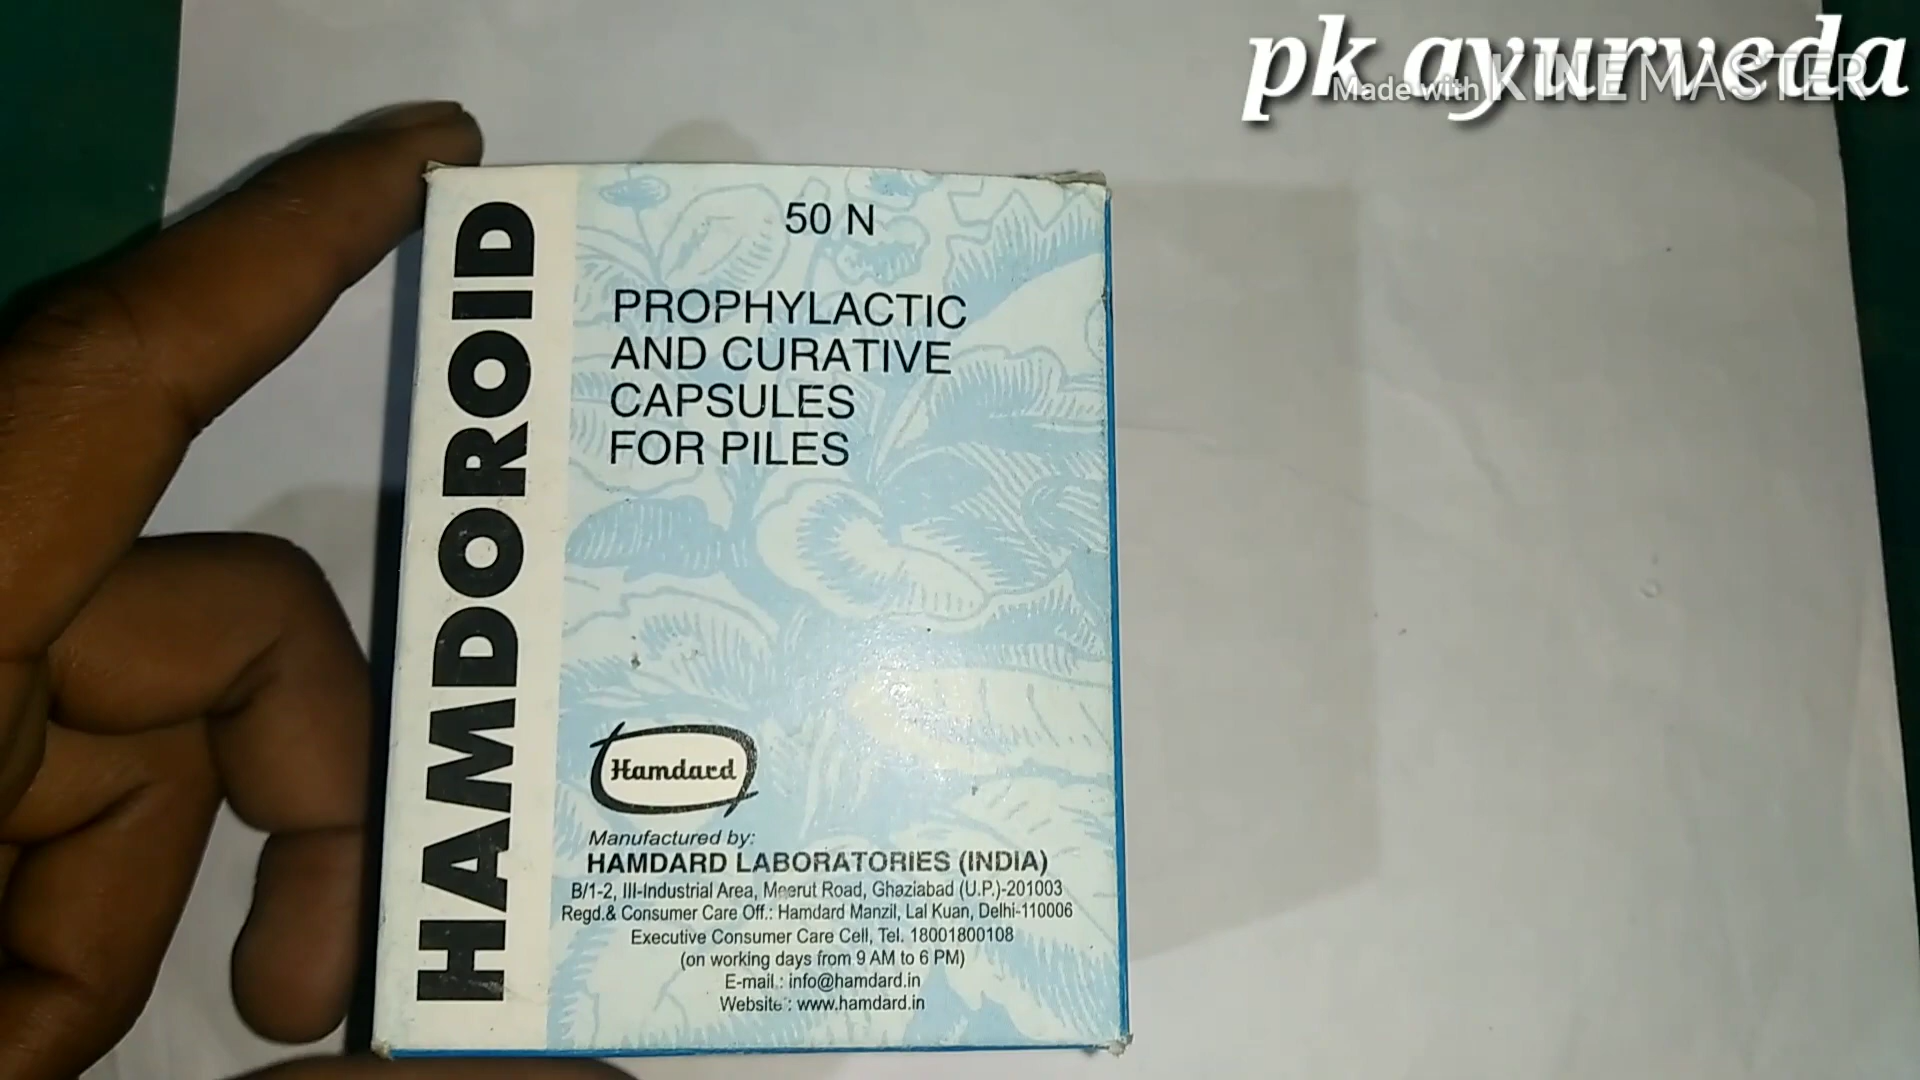 pk ayurveda
Made with KINEMASTER
HAMDOROID
50 N
PROPHYLACTIC
AND CURATIVE
CAPSULES
FOR PILES
Hamdard
Manufactured by:
HAMDARD LABORATORIES (INDIA)
B/1-2, III-Industrial Area, Meerut Road, Ghaziabad (U.P.)-201003
Regd.& Consumer Care Off.: Hamdard Manzil, Lal Kuan, Delhi-110006
Executive Consumer Care Cell, Tel. 18001800108
(on working days from 9 AM to 6 PM)
E-mail : info@hamdard.in
Website : www.hamdard.in